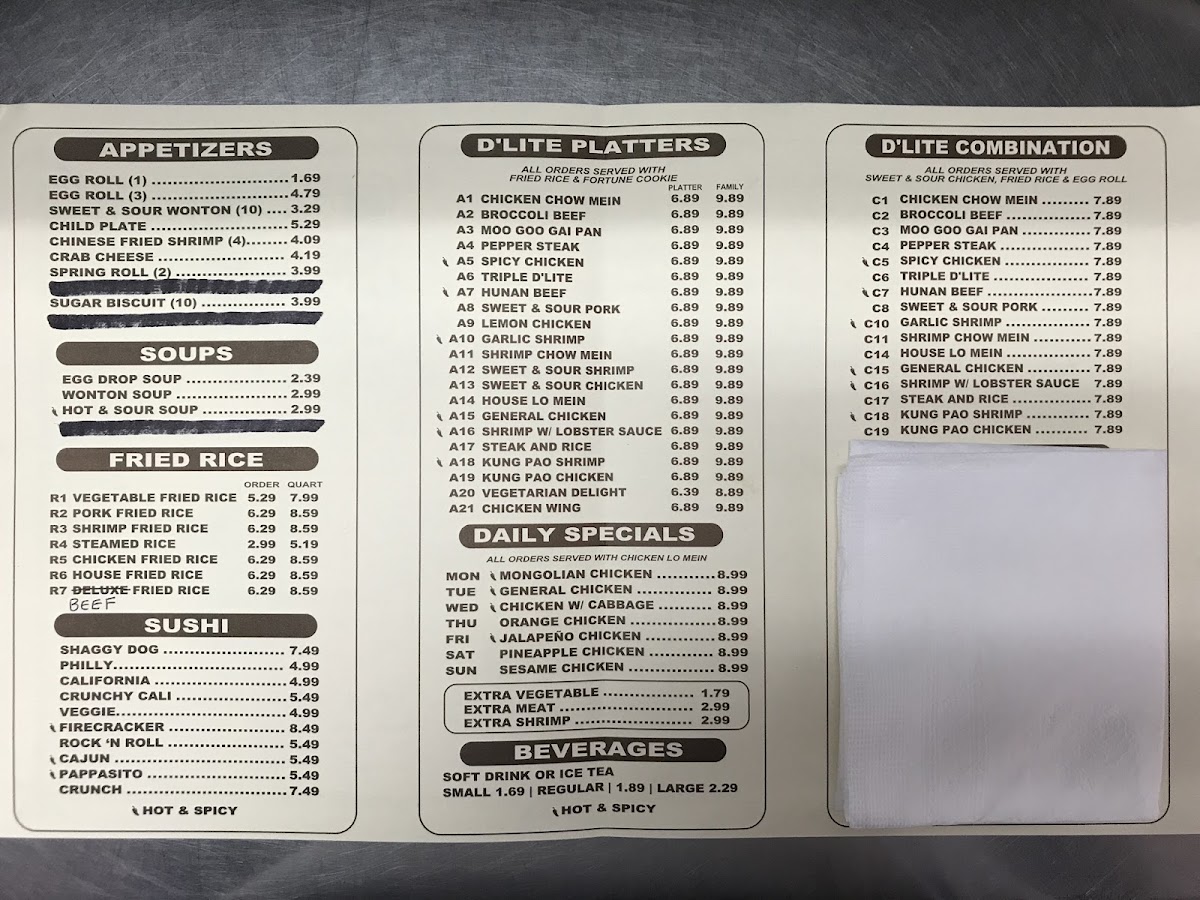 APPETIZERS
EGG ROLL (1) ........................... 1.69
EGG ROLL (3) ........................... 4.79
SWEET & SOUR WONTON (10) .... 3.29
CHILD PLATE ........................... 5.29
CHINESE FRIED SHRIMP (4)........ 4.09
CRAB CHEESE .......................... 4.19
SPRING ROLL (2) ...................... 3.99
SUGAR BISCUIT (10) ................. 3.99
SOUPS
EGG DROP SOUP ..................... 2.39
WONTON SOUP ....................... 2.99
HOT & SOUR SOUP ................. 2.99
FRIED RICE
ORDER QUART
R1 VEGETABLE FRIED RICE 5.29 7.99
R2 PORK FRIED RICE 6.29 8.59
R3 SHRIMP FRIED RICE 6.29 8.59
R4 STEAMED RICE 2.99 5.19
R5 CHICKEN FRIED RICE 6.29 8.59
R6 HOUSE FRIED RICE 6.29 8.59
R7 DELUXE FRIED RICE 6.29 8.59
BEEF
SUSHI
SHAGGY DOG ......................... 7.49
PHILLY................................... 4.99
CALIFORNIA ........................... 4.99
CRUNCHY CALI ....................... 5.49
VEGGIE.................................. 4.99
FIRECRACKER ........................ 8.49
ROCK 'N ROLL ........................ 5.49
CAJUN ................................... 5.49
PAPPASITO ............................ 5.49
CRUNCH ................................ 7.49
HOT & SPICY
D'LITE PLATTERS
ALL ORDERS SERVED WITH
FRIED RICE & FORTUNE COOKIE
PLATTER FAMILY
A1 CHICKEN CHOW MEIN 6.89 9.89
A2 BROCCOLI BEEF 6.89 9.89
A3 MOO GOO GAI PAN 6.89 9.89
A4 PEPPER STEAK 6.89 9.89
A5 SPICY CHICKEN 6.89 9.89
A6 TRIPLE D'LITE 6.89 9.89
A7 HUNAN BEEF 6.89 9.89
A8 SWEET & SOUR PORK 6.89 9.89
A9 LEMON CHICKEN 6.89 9.89
A10 GARLIC SHRIMP 6.89 9.89
A11 SHRIMP CHOW MEIN 6.89 9.89
A12 SWEET & SOUR SHRIMP 6.89 9.89
A13 SWEET & SOUR CHICKEN 6.89 9.89
A14 HOUSE LO MEIN 6.89 9.89
A15 GENERAL CHICKEN 6.89 9.89
A16 SHRIMP W/ LOBSTER SAUCE 6.89 9.89
A17 STEAK AND RICE 6.89 9.89
A18 KUNG PAO SHRIMP 6.89 9.89
A19 KUNG PAO CHICKEN 6.89 9.89
A20 VEGETARIAN DELIGHT 6.39 8.89
A21 CHICKEN WING 6.89 9.89
DAILY SPECIALS
ALL ORDERS SERVED WITH CHICKEN LO MEIN
MON MONGOLIAN CHICKEN ........... 8.99
TUE GENERAL CHICKEN ............... 8.99
WED CHICKEN W/ CABBAGE ........... 8.99
THU ORANGE CHICKEN ................ 8.99
FRI JALAPEÑO CHICKEN .............. 8.99
SAT PINEAPPLE CHICKEN ............ 8.99
SUN SESAME CHICKEN ................ 8.99
EXTRA VEGETABLE ................... 1.79
EXTRA MEAT .......................... 2.99
EXTRA SHRIMP ....................... 2.99
BEVERAGES
SOFT DRINK OR ICE TEA
SMALL 1.69 | REGULAR | 1.89 | LARGE 2.29
HOT & SPICY
D'LITE COMBINATION
ALL ORDERS SERVED WITH
SWEET & SOUR CHICKEN, FRIED RICE & EGG ROLL
C1 CHICKEN CHOW MEIN ......... 7.89
C2 BROCCOLI BEEF ................ 7.89
C3 MOO GOO GAI PAN ............ 7.89
C4 PEPPER STEAK ................. 7.89
C5 SPICY CHICKEN ................. 7.89
C6 TRIPLE D'LITE ................... 7.89
C7 HUNAN BEEF .................... 7.89
C8 SWEET & SOUR PORK ......... 7.89
C10 GARLIC SHRIMP ................ 7.89
C11 SHRIMP CHOW MEIN ........... 7.89
C14 HOUSE LO MEIN ................ 7.89
C15 GENERAL CHICKEN ............ 7.89
C16 SHRIMP W/ LOBSTER SAUCE 7.89
C17 STEAK AND RICE ............... 7.89
C18 KUNG PAO SHRIMP ............ 7.89
C19 KUNG PAO CHICKEN .......... 7.89